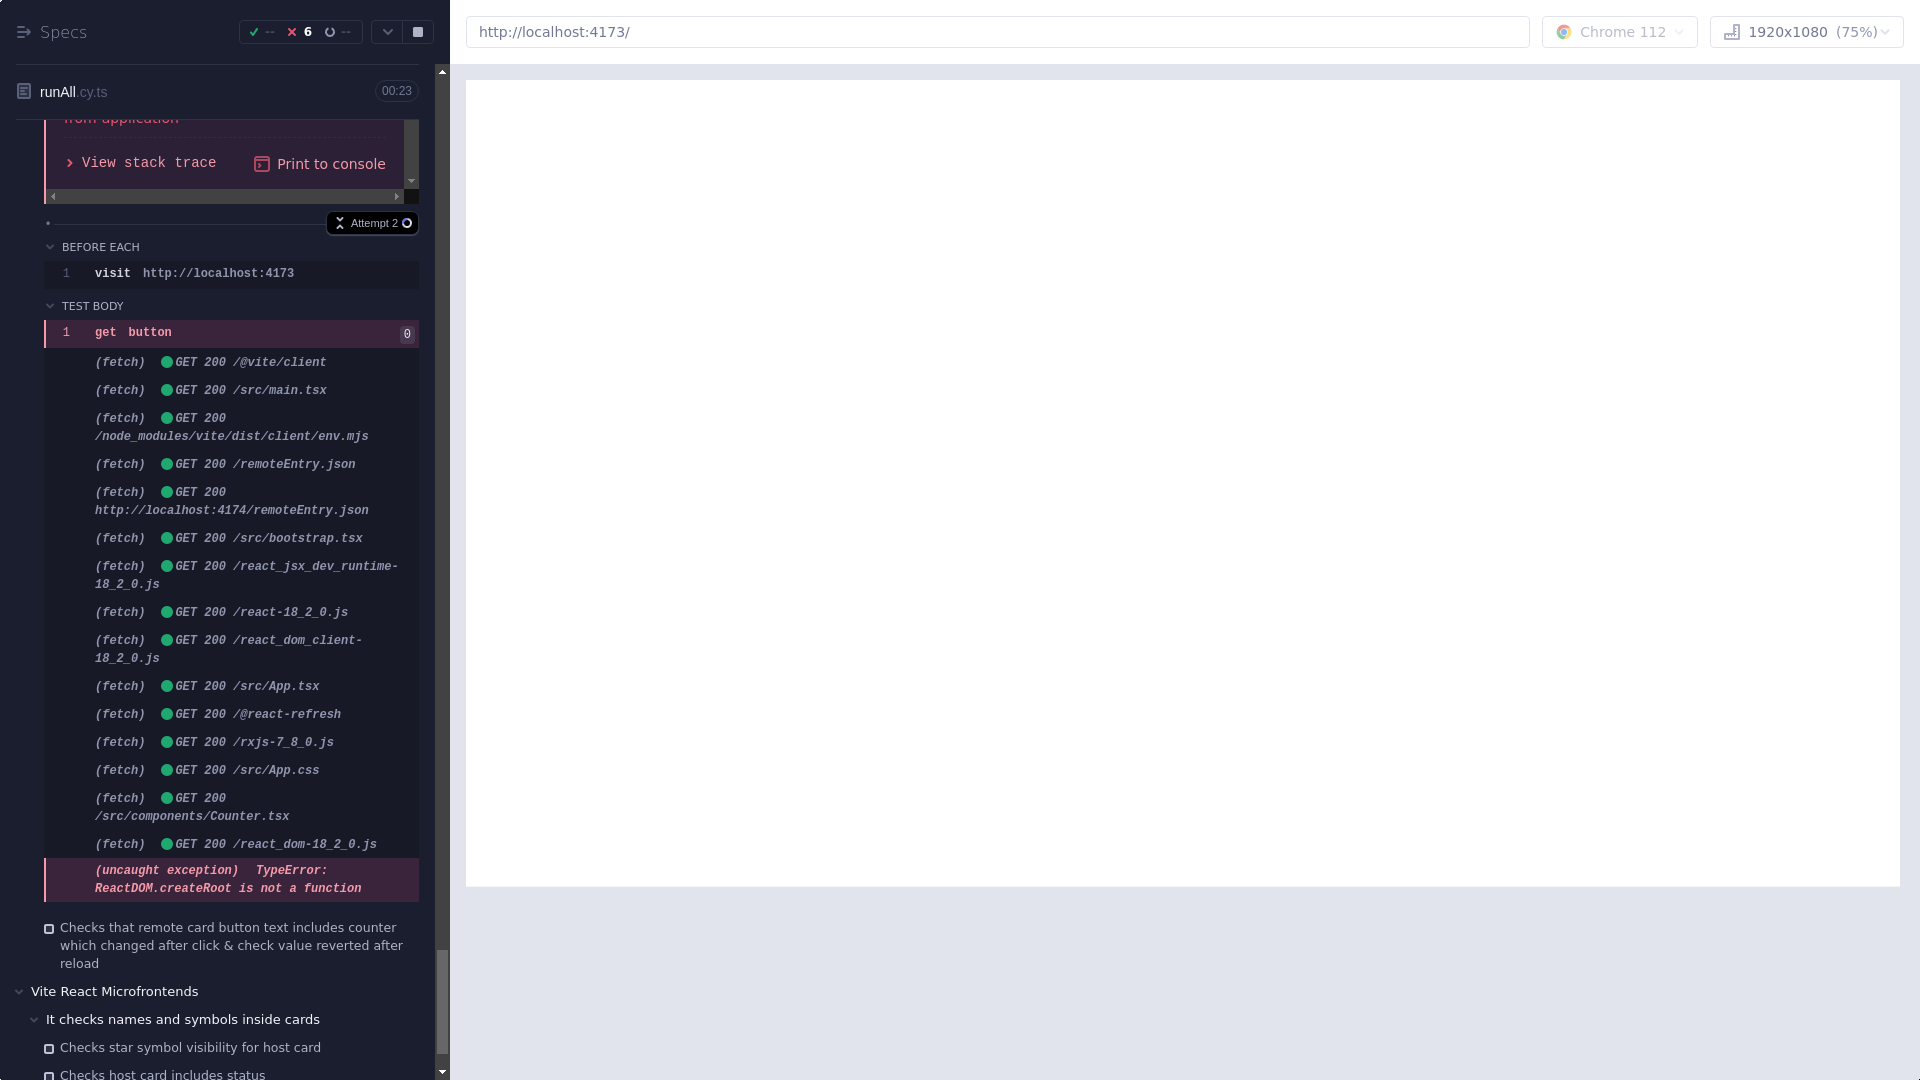 Specs
-- 6 --
http://localhost:4173/
Chrome 112
1920x1080 (75%)
runAll.cy.ts
00:23
from application
View stack trace
Print to console
Attempt 2
BEFORE EACH
1 visit http://localhost:4173
TEST BODY
1 get button 0
(fetch) GET 200 /@vite/client
(fetch) GET 200 /src/main.tsx
(fetch) GET 200
/node_modules/vite/dist/client/env.mjs
(fetch) GET 200 /remoteEntry.json
(fetch) GET 200
http://localhost:4174/remoteEntry.json
(fetch) GET 200 /src/bootstrap.tsx
(fetch) GET 200 /react_jsx_dev_runtime-
18_2_0.js
(fetch) GET 200 /react-18_2_0.js
(fetch) GET 200 /react_dom_client-
18_2_0.js
(fetch) GET 200 /src/App.tsx
(fetch) GET 200 /@react-refresh
(fetch) GET 200 /rxjs-7_8_0.js
(fetch) GET 200 /src/App.css
(fetch) GET 200
/src/components/Counter.tsx
(fetch) GET 200 /react_dom-18_2_0.js
(uncaught exception) TypeError:
ReactDOM.createRoot is not a function
Checks that remote card button text includes counter
which changed after click & check value reverted after
reload
Vite React Microfrontends
It checks names and symbols inside cards
Checks star symbol visibility for host card
Checks host card includes status